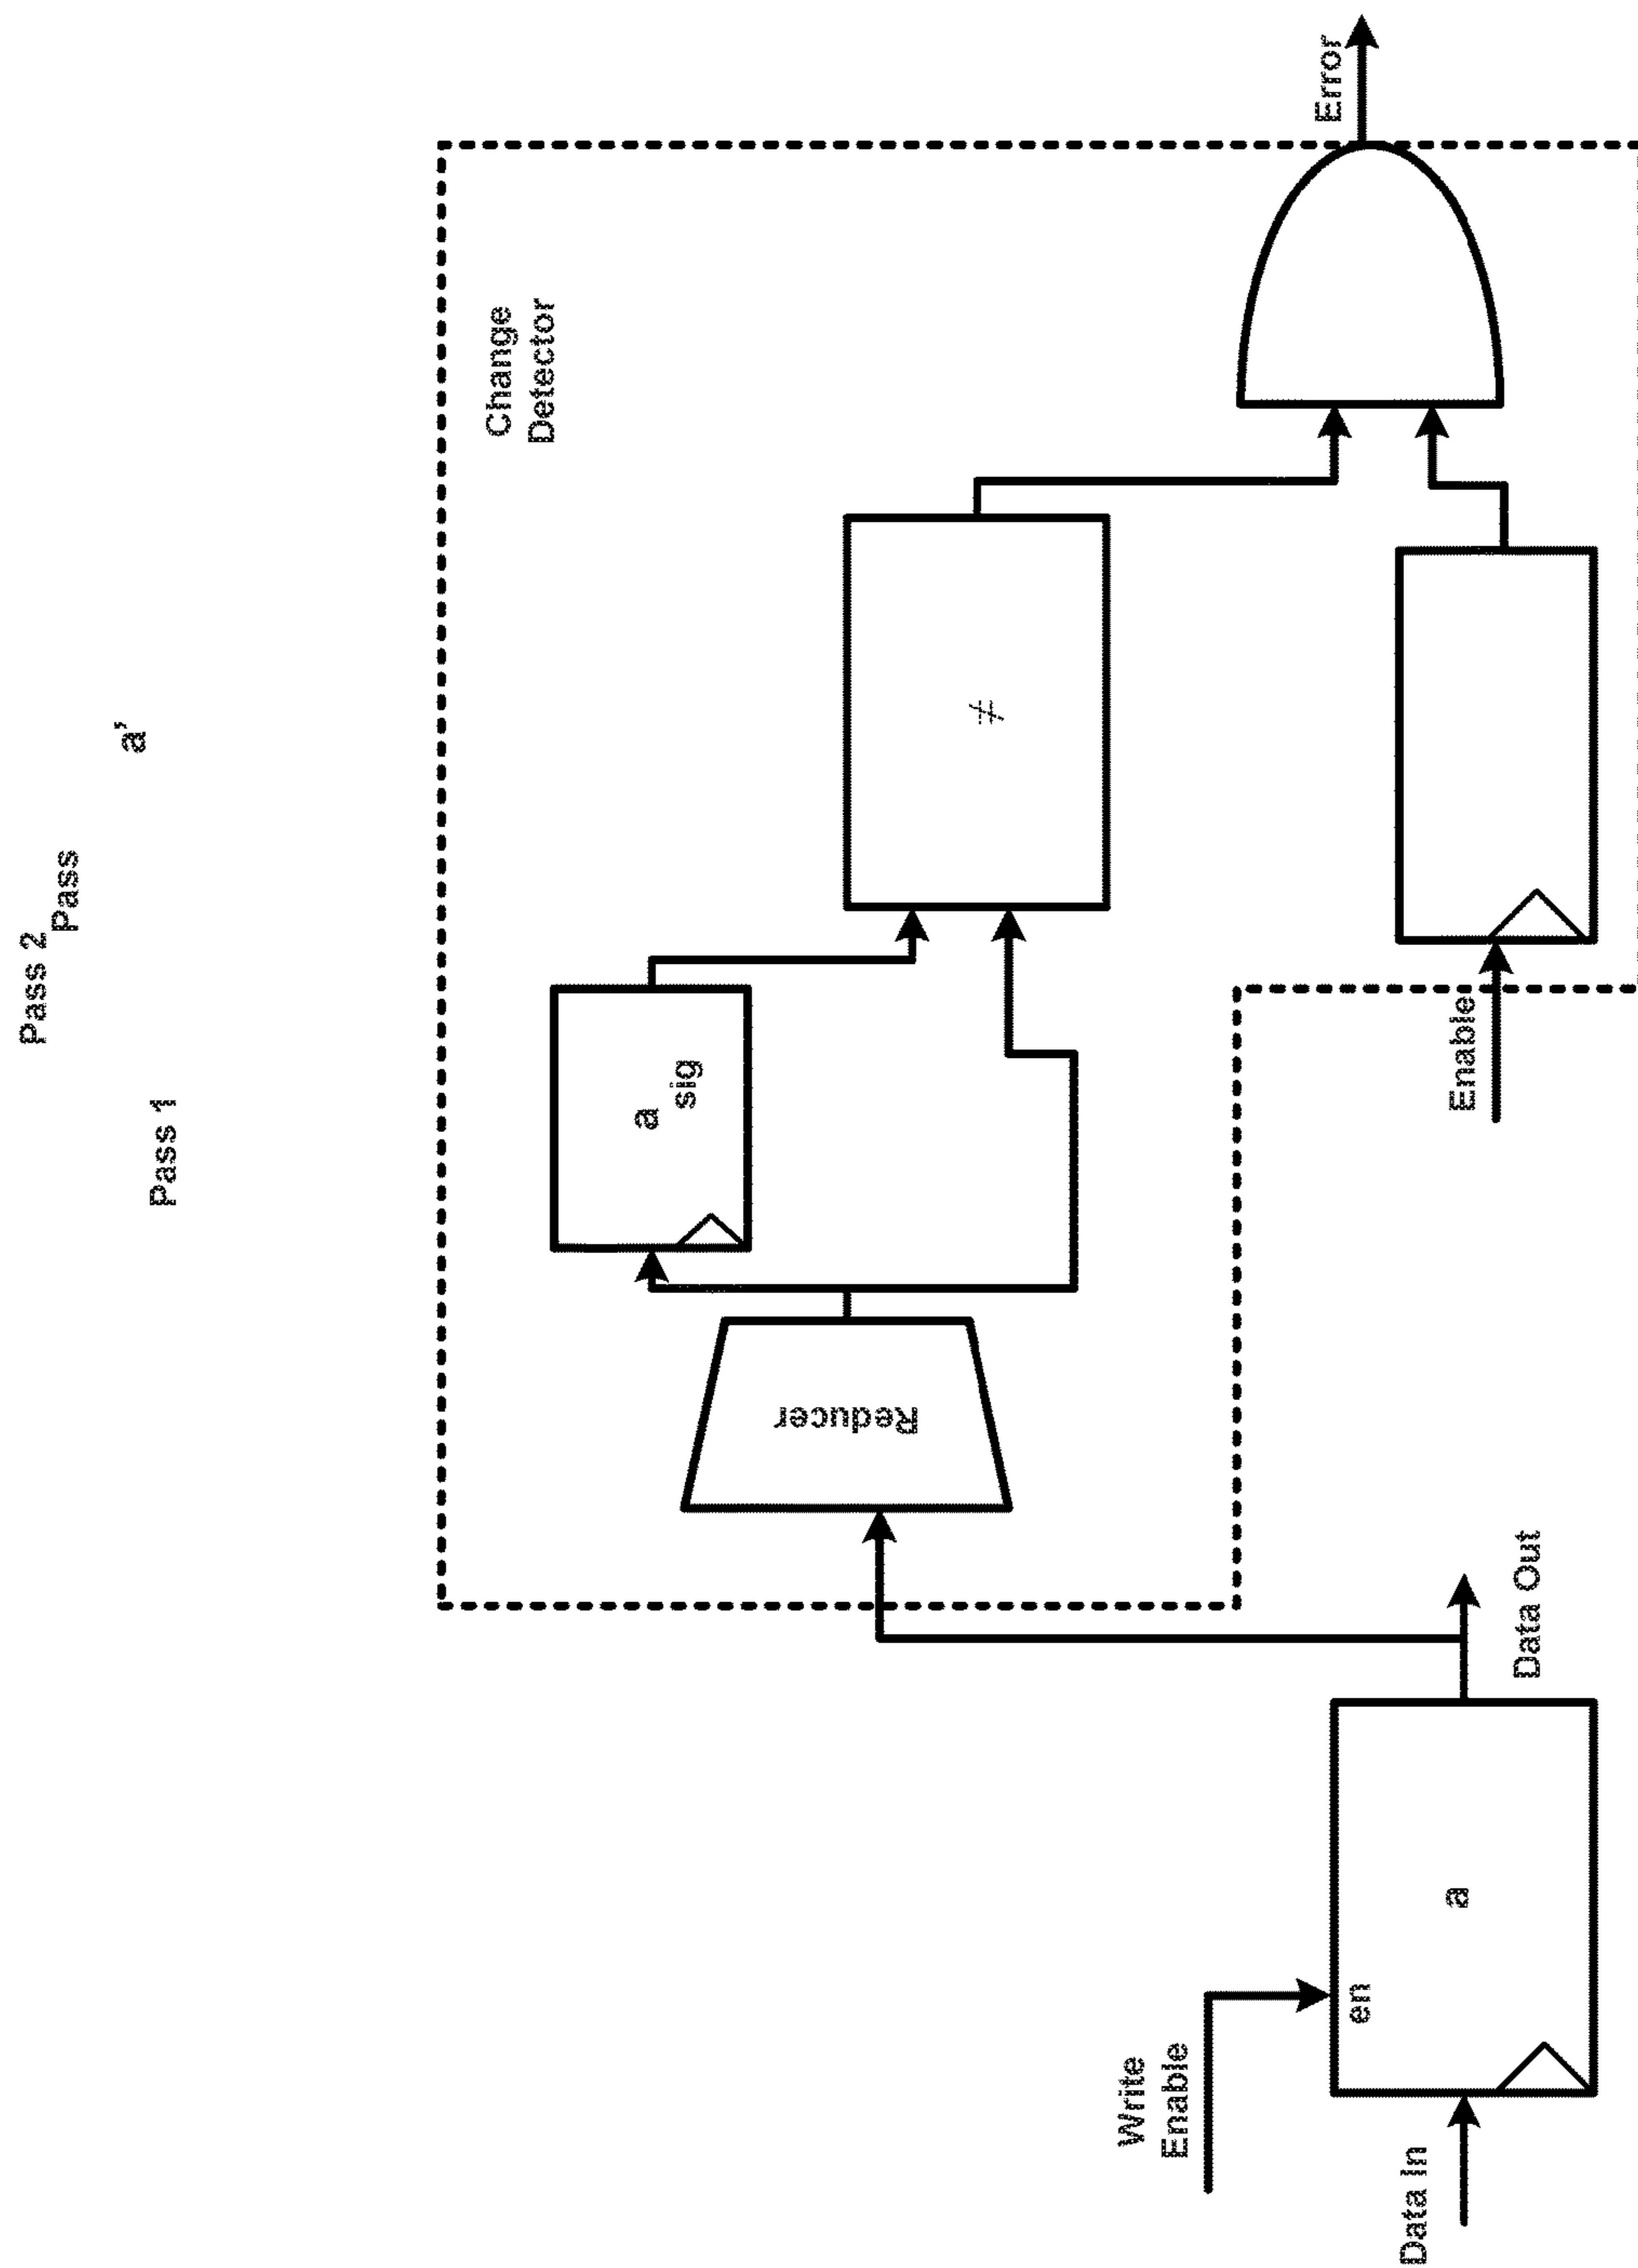 Pass 2
Pass
a'
Pass 1
Change
Detector
Error
a
sig
≠
Reducer
Enable
Data Out
Write
Enable
en
a
Data In